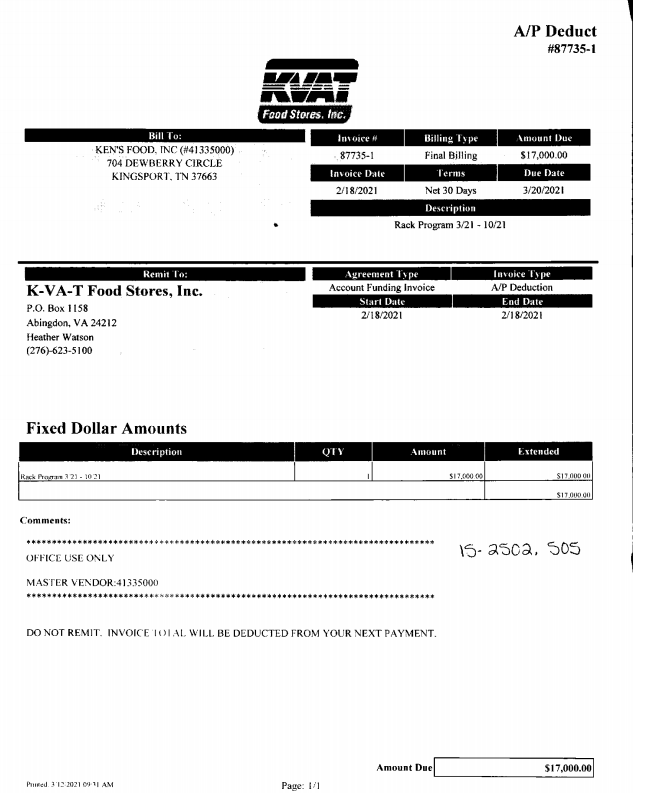 A/P Deduct
#87735-1
KVAT
Food Stores, Inc.
Bill To:
KEN'S FOOD, INC (#41335000)
704 DEWBERRY CIRCLE
KINGSPORT, TN 37663
Invoice # Billing Type Amount Due
87735-1 Final Billing $17,000.00
Invoice Date Terms Due Date
2/18/2021 Net 30 Days 3/20/2021
Description
Rack Program 3/21 - 10/21
Remit To:
K-VA-T Food Stores, Inc.
P.O. Box 1158
Abingdon, VA 24212
Heather Watson
(276)-623-5100
Agreement Type Invoice Type
Account Funding Invoice A/P Deduction
Start Date End Date
2/18/2021 2/18/2021
Fixed Dollar Amounts
Description QTY Amount Extended
Rack Program 3/21 - 10/21 1 $17,000.00 $17,000.00
$17,000.00
Comments:
******************************************************************************
OFFICE USE ONLY
MASTER VENDOR:41335000
******************************************************************************
15-2502, 505
DO NOT REMIT. INVOICE TOTAL WILL BE DEDUCTED FROM YOUR NEXT PAYMENT.
Amount Due $17,000.00
Printed: 3/12/2021 09:31 AM
Page: 1/1